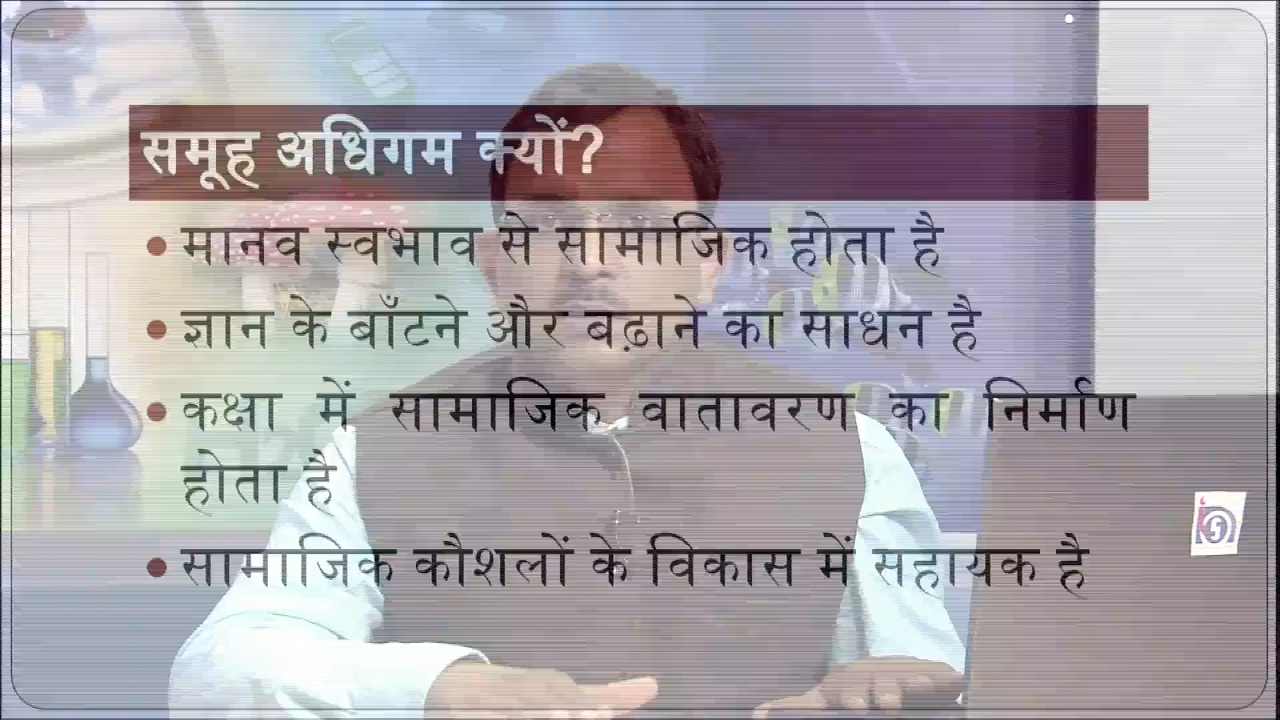 समूह अधिगम क्यों?
• मानव स्वभाव से सामाजिक होता है
• ज्ञान के बाँटने और बढ़ाने का साधन है
• कक्षा में सामाजिक वातावरण का निर्माण
होता है
• सामाजिक कौशलों के विकास में सहायक है